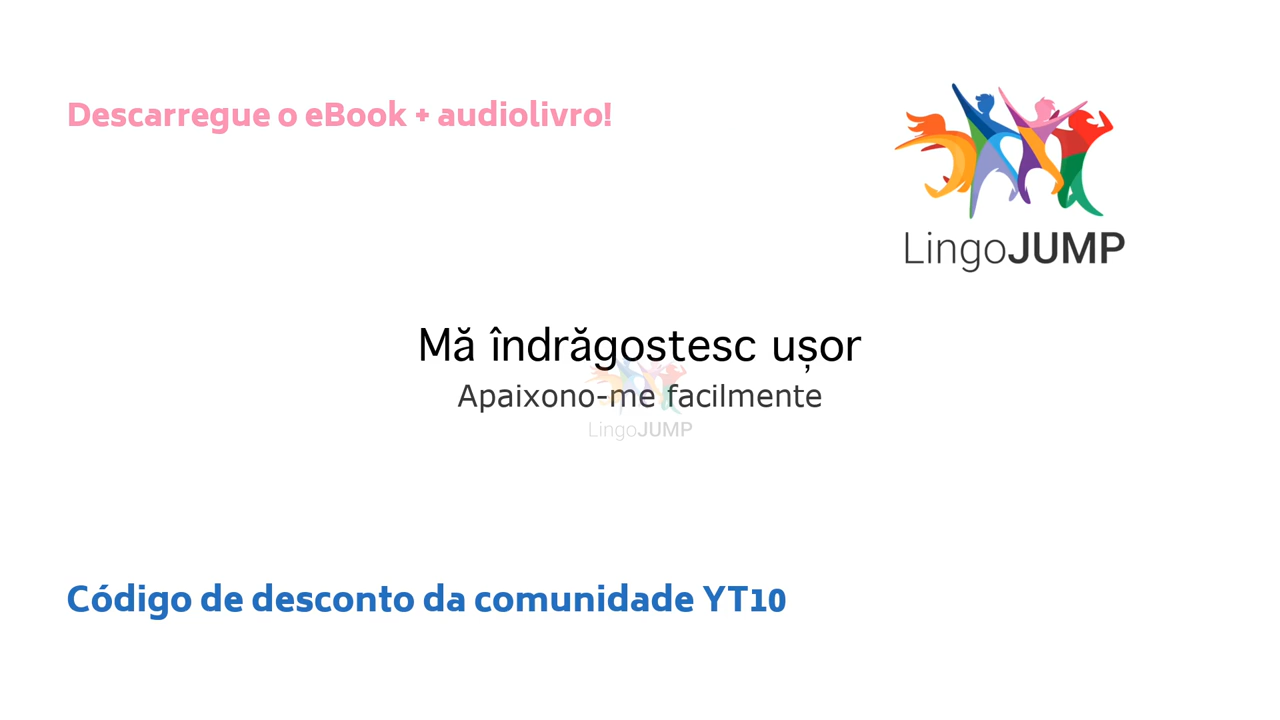 Descarregue o eBook + audiolivro!
LingoJUMP
Mă îndrăgostesc ușor
Apaixono-me facilmente
LingoJUMP
Código de desconto da comunidade YT10